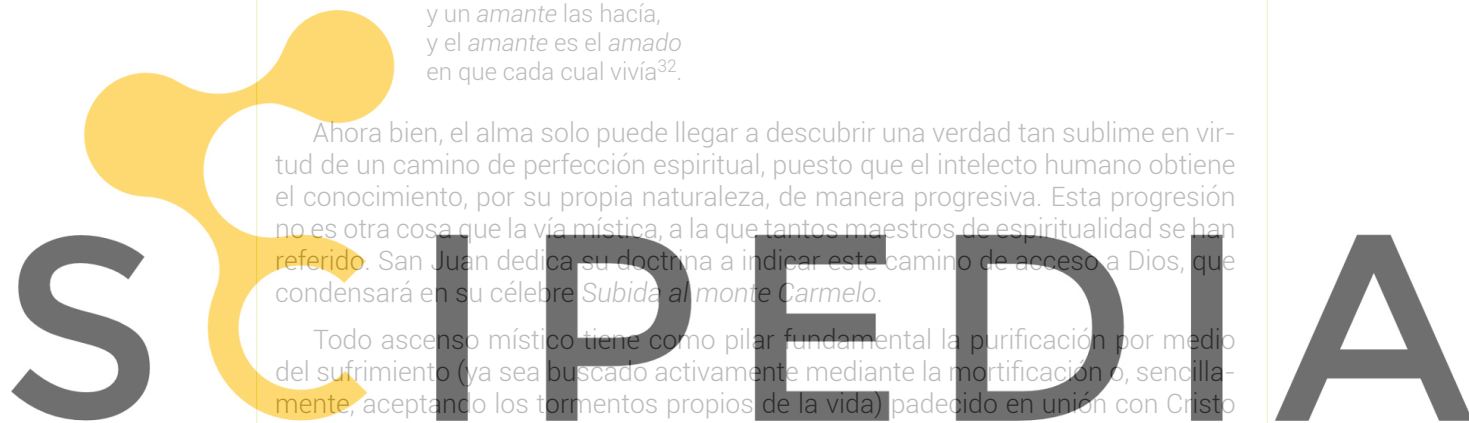 y un amante las hacía,
y el amante es el amado
en que cada cual vivía³².
Ahora bien, el alma solo puede llegar a descubrir una verdad tan sublime en vir-
tud de un camino de perfección espiritual, puesto que el intelecto humano obtiene
el conocimiento, por su propia naturaleza, de manera progresiva. Esta progresión
no es otra cosa que la vía mística, a la que tantos maestros de espiritualidad se han
referido. San Juan dedica su doctrina a indicar este camino de acceso a Dios, que
condensará en su célebre Subida al monte Carmelo.
Todo ascenso místico tiene como pilar fundamental la purificación por medio
del sufrimiento (ya sea buscado activamente mediante la mortificación o, sencilla-
mente, aceptando los tormentos propios de la vida) padecido en unión con Cristo
SCIPEDIA